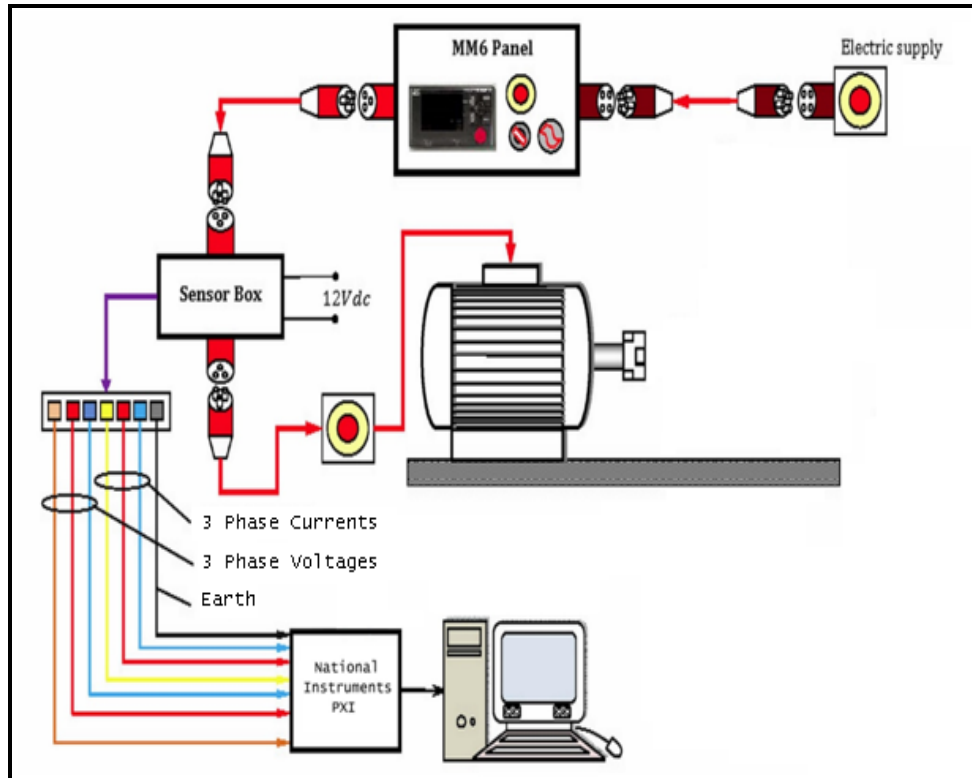 MM6 Panel
Electric supply
Sensor Box
12Vdc
3 Phase Currents
3 Phase Voltages
Earth
National
Instruments
PXI